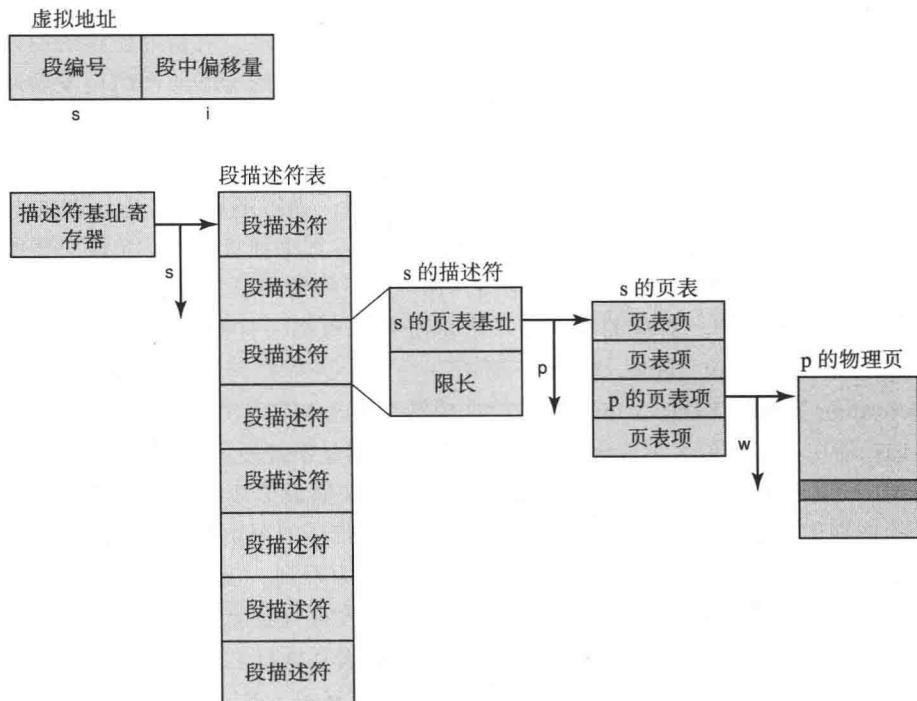 虚拟地址
段编号
段中偏移量
s
i
段描述符表
描述符基址寄
存器
s
段描述符
段描述符
段描述符
段描述符
段描述符
段描述符
段描述符
段描述符
s 的描述符
s 的页表基址
限长
p
s 的页表
页表项
页表项
p 的页表项
页表项
w
p 的物理页